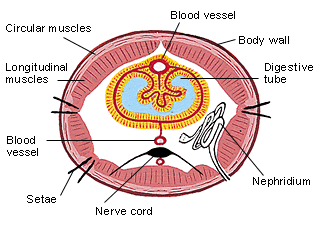 Blood vessel
Circular muscles
Body wall
Longitudinal
muscles
Digestive
tube
Blood
vessel
Nephridium
Setae
Nerve cord